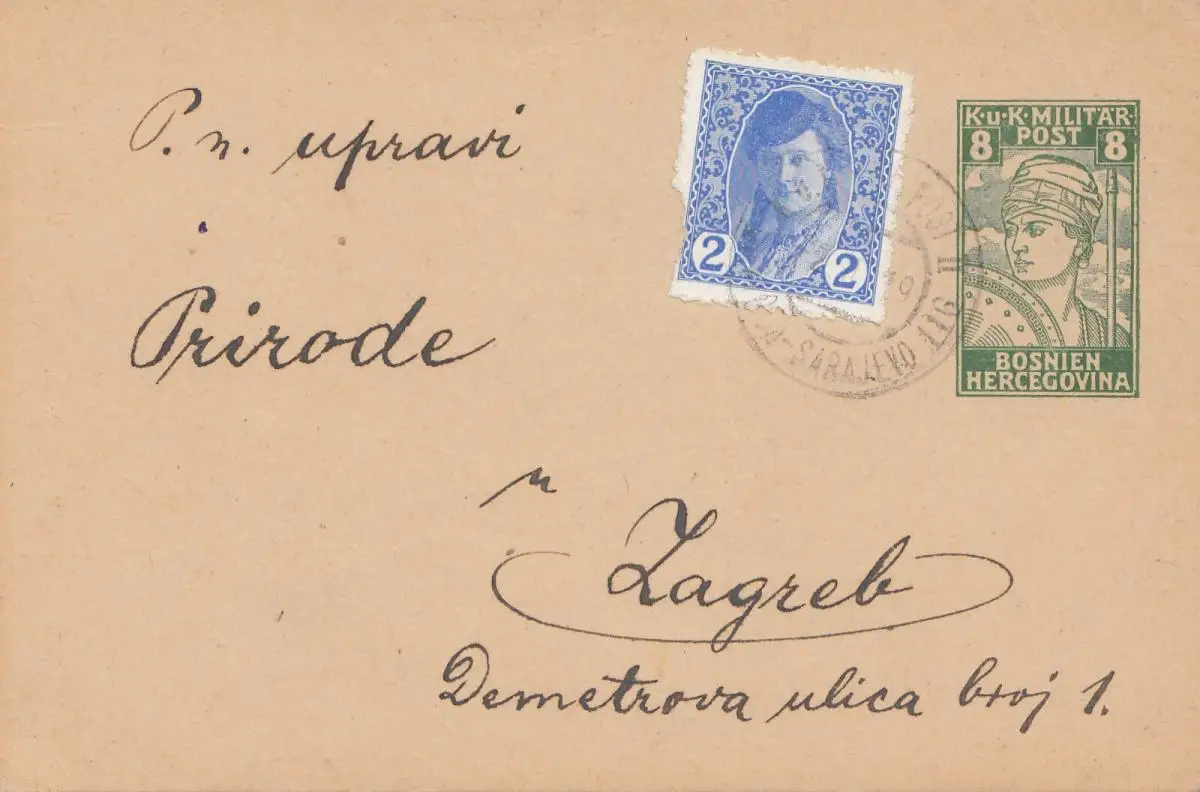 P. n. upravi
Prirode
u
Zagreb
Demetrova ulica broj 1.
2 2
K·u·K·MILITÄR·
8 POST 8
BOSNIEN
HERCEGOVINA
SARAJEVO